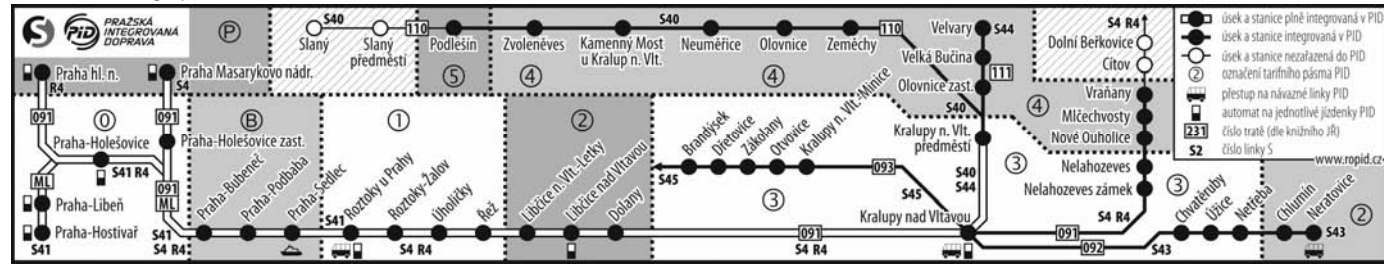 S
PID
PRAŽSKÁ
INTEGROVANÁ
DOPRAVA
P
S40
Slaný
Slaný
předměstí
110
Podlešín
5
Zvoleněves
4
Kamenný Most
u Kralup n. Vlt.
S40
Neuměřice
Olovnice
4
Zeměchy
110
Velvary
S44
Velká Bučina
111
Olovnice zast.
S40
Kralupy n. Vlt.
předměstí
S40
S44
S4 R4
Dolní Beřkovice
Cítov
Vraňany
4
Mlčechvosty
Nové Ouholice
Nelahozeves
3
Nelahozeves zámek
3
S4 R4
úsek a stanice plně integrovaná v PID
úsek a stanice integrovaná v PID
úsek a stanice nezařazená do PID
2 označení tarifního pásma PID
přestup na návazné linky PID
automat na jednotlivé jízdenky PID
231 číslo tratě (dle knižního JŘ)
S2 číslo linky S
www.ropid.cz
Praha hl. n.
R4
091
Praha Masarykovo nádr.
S4
091
0
Praha-Holešovice
S41 R4
Praha-Holešovice zast.
ML
091
ML
Praha-Libeň
Praha-Hostivař
S41
S41
S4 R4
B
Praha-Bubeneč
Praha-Podbaba
Praha-Sedlec
1
S41
Roztoky u Prahy
Roztoky-Žalov
S4 R4
Úholičky
Řež
2
Libčice n. Vlt.-Letky
Libčice nad Vltavou
Dolany
S45
Brandýsek
Dřetovice
Zákolany
Otvovice
Kralupy n. Vlt.-Minice
093
3
S45
Kralupy nad Vltavou
091
S4 R4
091
092
S43
Chvatěruby
Úžice
Netřeba
Chlumín
Neratovice
S43
2